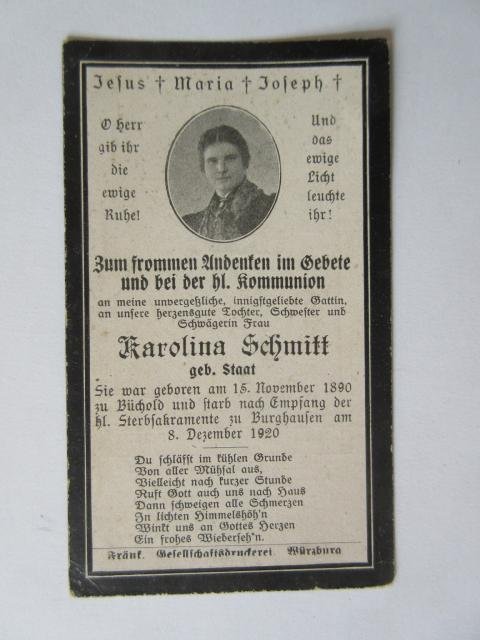 Jesus † Maria † Joseph †
O Herr
gib ihr
die
ewige
Ruhe!
Und
das
ewige
Licht
leuchte
ihr!
Zum frommen Andenken im Gebete
und bei der hl. Kommunion
an meine unvergeßliche, innigstgeliebte Gattin,
an unsere herzensgute Tochter, Schwester und
Schwägerin Frau
Karolina Schmitt
geb. Staat
Sie war geboren am 15. November 1890
zu Büchold und starb nach Empfang der
hl. Sterbsakramente zu Burghausen am
8. Dezember 1920
Du schläfst im kühlen Grunde
Von aller Mühsal aus,
Vielleicht nach kurzer Stunde
Ruft Gott auch uns nach Haus
Dann schweigen alle Schmerzen
In lichten Himmelshöh'n
Winkt uns an Gottes Herzen
Ein frohes Wiederseh'n.
Fränk. Gesellschaftsdruckerei Würzburg